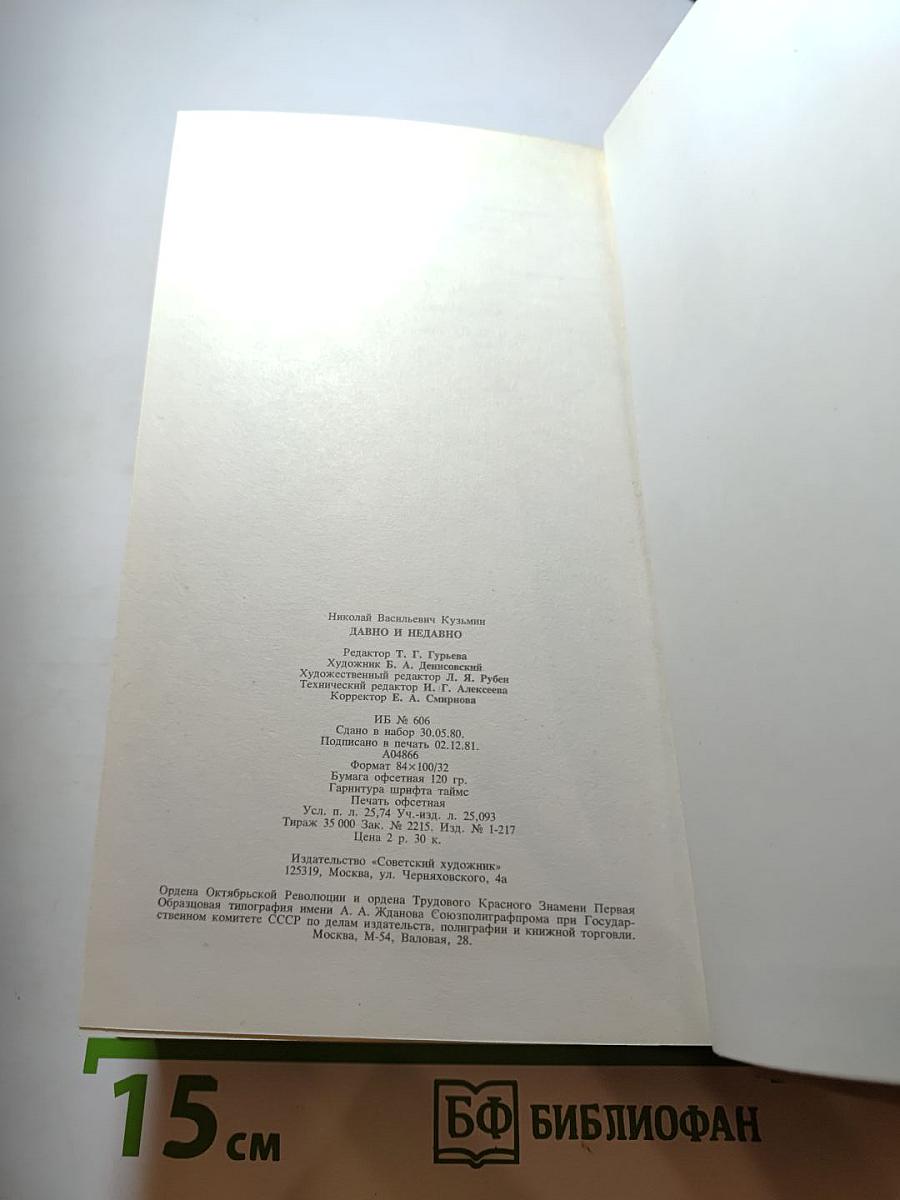 Николай Васильевич Кузьмин
ДАВНО И НЕДАВНО
Редактор Т. Г. Гурьева
Художник Б. А. Денисовский
Художественный редактор Л. Я. Рубен
Технический редактор И. Г. Алексеева
Корректор Е. А. Смирнова
ИБ № 606
Сдано в набор 30.05.80.
Подписано в печать 02.12.81.
А04866
Формат 84×100/32
Бумага офсетная 120 гр.
Гарнитура шрифта таймс
Печать офсетная
Усл. п. л. 25,74 Уч.-изд. л. 25,093
Тираж 35 000 Зак. № 2215. Изд. № 1-217
Цена 2 р. 30 к.
Издательство «Советский художник»
125319, Москва, ул. Черняховского, 4а
Ордена Октябрьской Революции и ордена Трудового Красного Знамени Первая
Образцовая типография имени А. А. Жданова Союзполиграфпрома при Государ-
ственном комитете СССР по делам издательств, полиграфии и книжной торговли.
Москва, М-54, Валовая, 28.
15 см
БФ БИБЛИОФАН